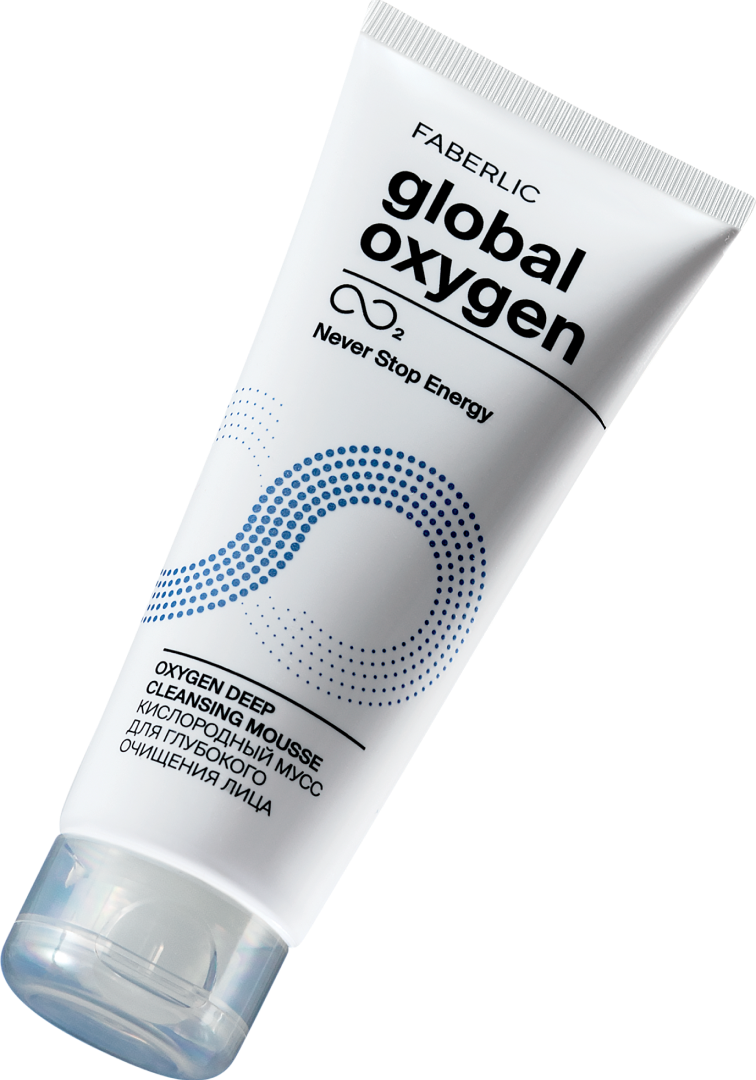 FABERLIC
global
oxygen
∞₂
Never Stop Energy
OXYGEN DEEP
CLEANSING MOUSSE
КИСЛОРОДНЫЙ МУСС
ДЛЯ ГЛУБОКОГО
ОЧИЩЕНИЯ ЛИЦА